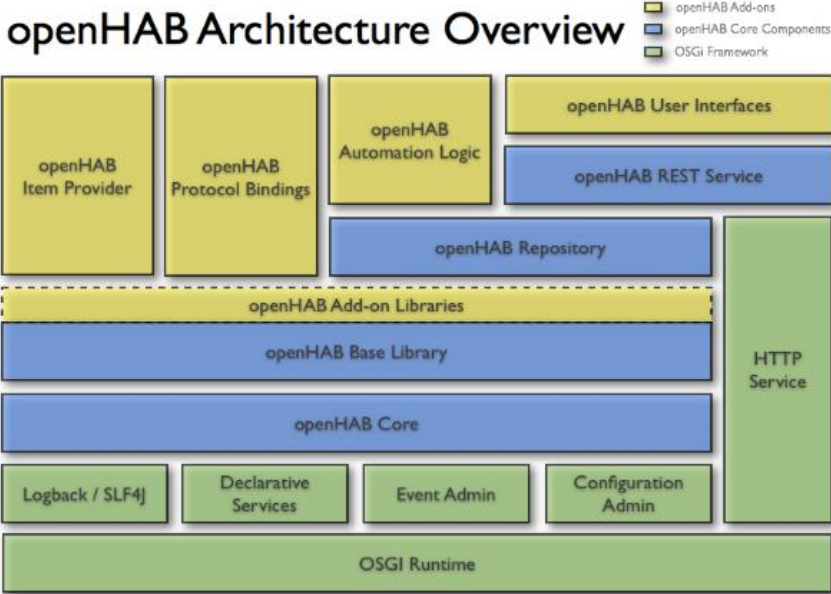 openHAB Architecture Overview
openHAB Add-ons
openHAB Core Components
OSGi Framework
openHAB
Item Provider
openHAB
Protocol Bindings
openHAB
Automation Logic
openHAB User Interfaces
openHAB REST Service
openHAB Repository
openHAB Add-on Libraries
openHAB Base Library
HTTP
Service
openHAB Core
Logback / SLF4J
Declarative
Services
Event Admin
Configuration
Admin
OSGI Runtime